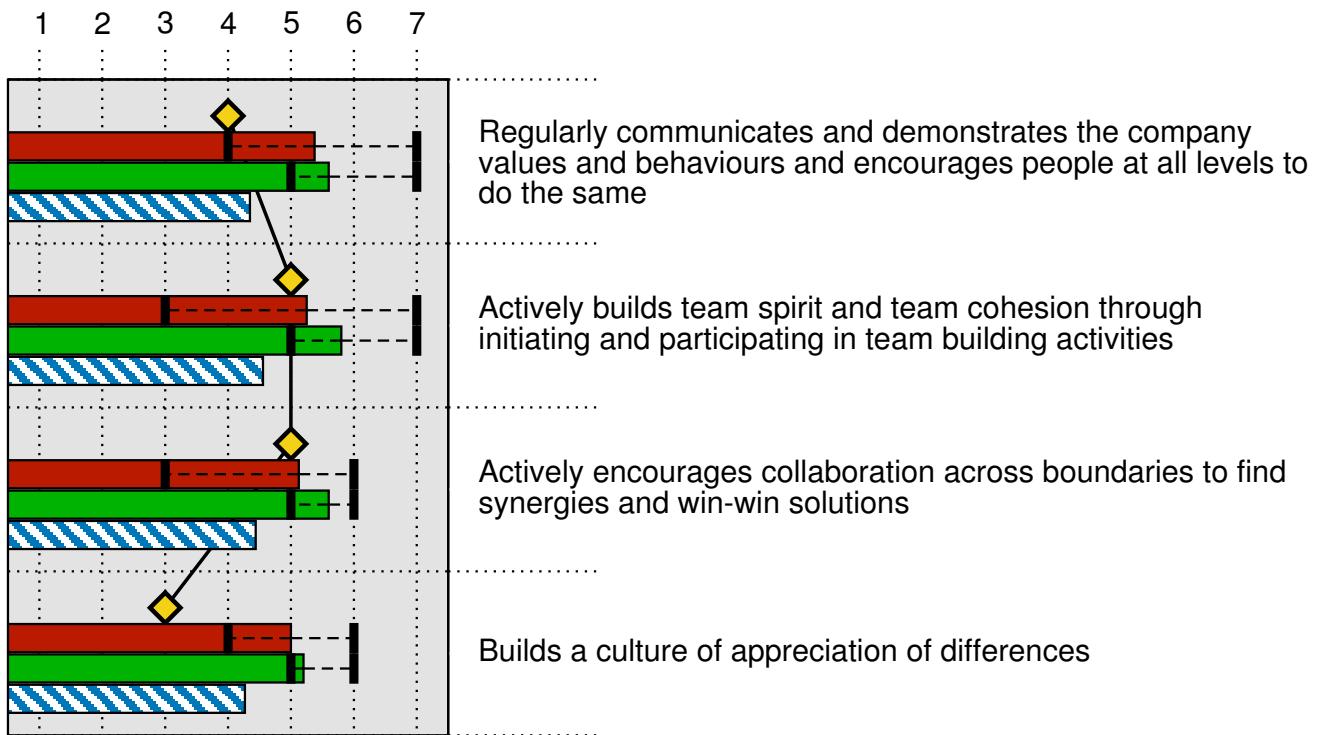 1 2 3 4 5 6 7
Regularly communicates and demonstrates the company
values and behaviours and encourages people at all levels to
do the same
Actively builds team spirit and team cohesion through
initiating and participating in team building activities
Actively encourages collaboration across boundaries to find
synergies and win-win solutions
Builds a culture of appreciation of differences